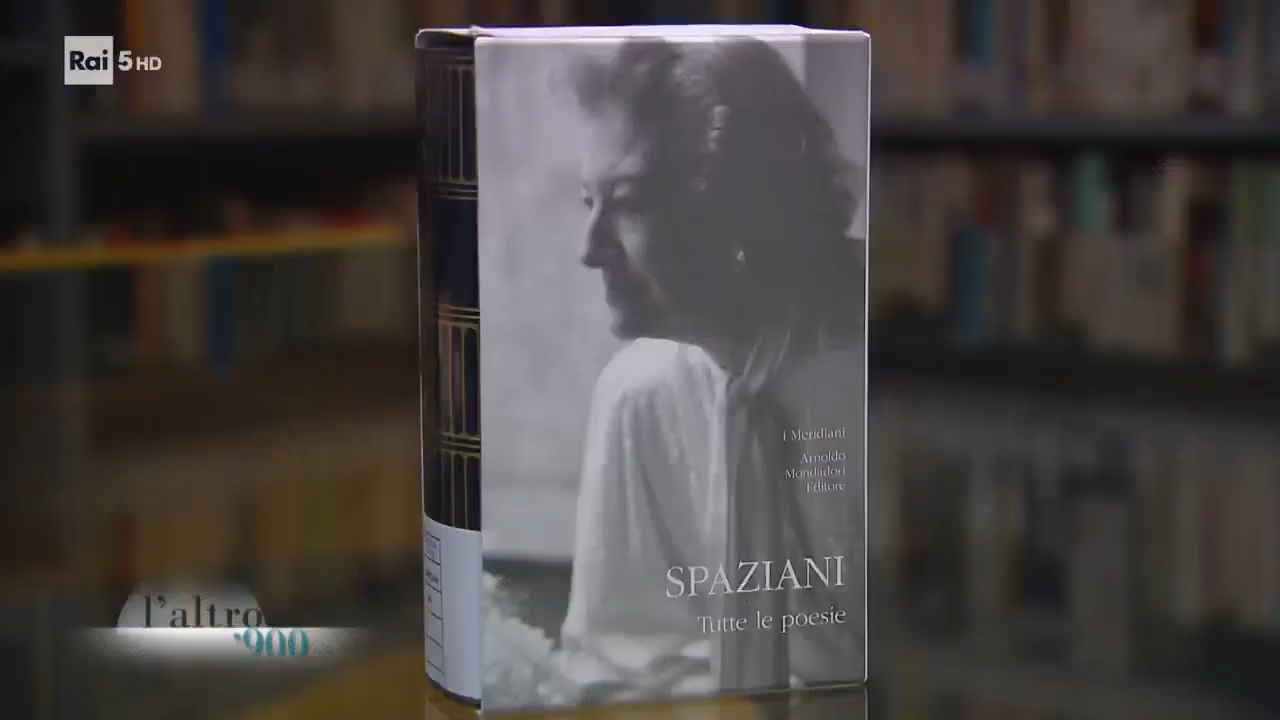 Rai 5 HD
i Meridiani
Arnoldo
Mondadori
Editore
SPAZIANI
Tutte le poesie
l'altro
'900